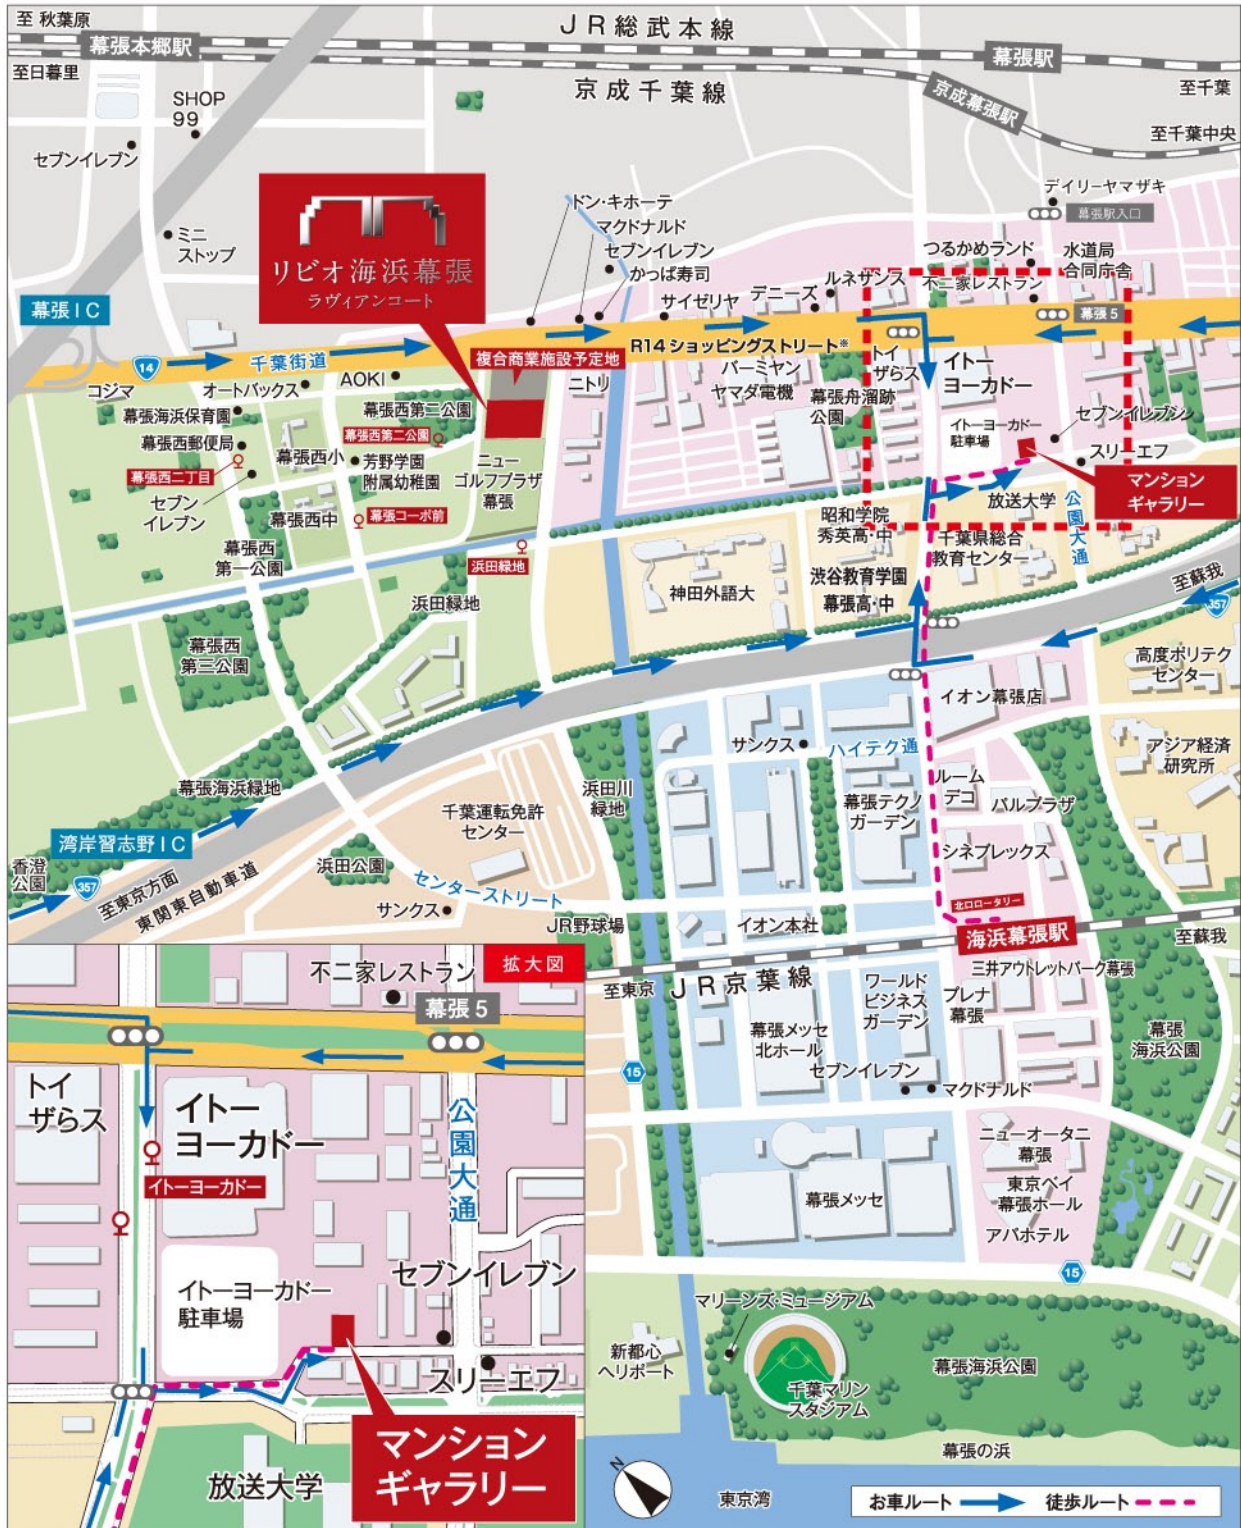 至 秋葉原
JR総武本線
幕張本郷駅
幕張駅
至日暮里
京成千葉線
至千葉
京成幕張駅
至千葉中央
SHOP
99
セブンイレブン
デイリーヤマザキ
幕張駅入口
ドン・キホーテ
マクドナルド
セブンイレブン
かっぱ寿司
ミニ
ストップ
リビオ海浜幕張
ラヴィアンコート
つるかめランド
水道局
合同庁舎
ルネサンス
不二家レストラン
デニーズ
サイゼリヤ
幕張IC
幕張5
14
千葉街道
複合商業施設予定地
R14ショッピングストリート※
コジマ
オートバックス
AOKI
ニトリ
バーミヤン
ヤマダ電機
幕張舟溜跡
公園
トイ
ザらス
イトー
ヨーカドー
幕張海浜保育園
幕張西第二公園
幕張西第二公園
幕張西郵便局
幕張西二丁目
セブン
イレブン
幕張西小
芳野学園
附属幼稚園
ニュー
ゴルフプラザ
幕張
イトーヨーカドー
駐車場
セブンイレブン
スリーエフ
マンション
ギャラリー
幕張西中
幕張コーポ前
放送大学
公園大通
幕張西
第一公園
浜田緑地
昭和学院
秀英高・中
千葉県総合
教育センター
浜田緑地
神田外語大
渋谷教育学園
幕張高・中
至蘇我
357
幕張西
第三公園
高度ポリテク
センター
イオン幕張店
サンクス
ハイテク通
アジア経済
研究所
幕張海浜緑地
浜田川
緑地
ルーム
デコ
パルプラザ
千葉運転免許
センター
幕張テクノ
ガーデン
湾岸習志野IC
シネプレックス
香澄
公園
357
至東京方面
東関東自動車道
浜田公園
センターストリート
サンクス
北口ロータリー
JR野球場
イオン本社
海浜幕張駅
至蘇我
至東京
JR京葉線
三井アウトレットパーク幕張
ワールド
ビジネス
ガーデン
プレナ
幕張
幕張メッセ
北ホール
幕張
海浜公園
15
セブンイレブン
マクドナルド
ニューオータニ
幕張
東京ベイ
幕張ホール
幕張メッセ
アパホテル
15
マリーンズ・ミュージアム
新都心
ヘリポート
千葉マリン
スタジアム
幕張海浜公園
幕張の浜
N
東京湾
お車ルート
徒歩ルート
不二家レストラン
拡大図
幕張5
トイ
ザらス
イトー
ヨーカドー
公園大通
イトーヨーカドー
イトーヨーカドー
駐車場
セブンイレブン
スリーエフ
マンション
ギャラリー
放送大学